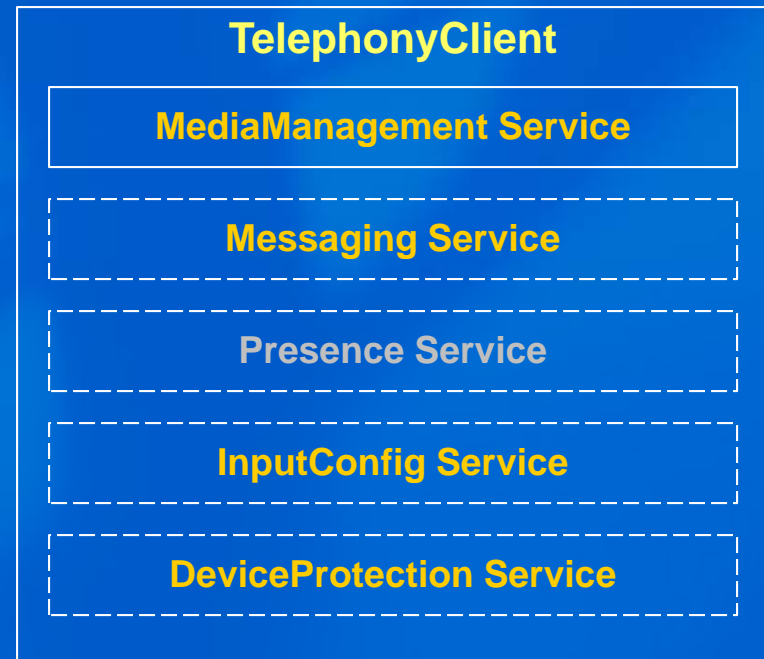 TelephonyClient
MediaManagement Service
Messaging Service
Presence Service
InputConfig Service
DeviceProtection Service